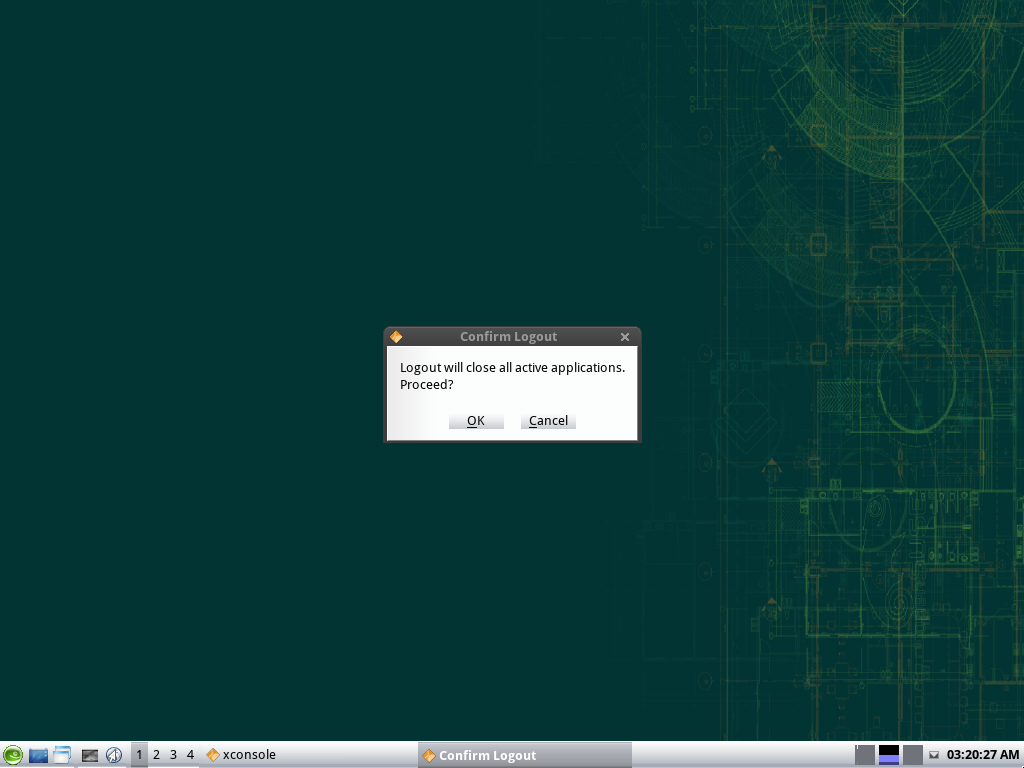 Confirm Logout
Logout will close all active applications.
Proceed?
OK Cancel
1 2 3 4 xconsole Confirm Logout 03:20:27 AM